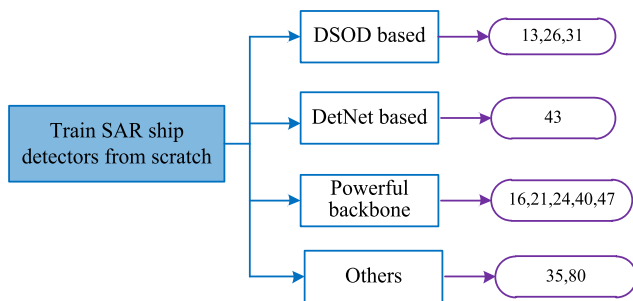 Train SAR ship
detectors from scratch
DSOD based
13,26,31
DetNet based
43
Powerful
backbone
16,21,24,40,47
Others
35,80